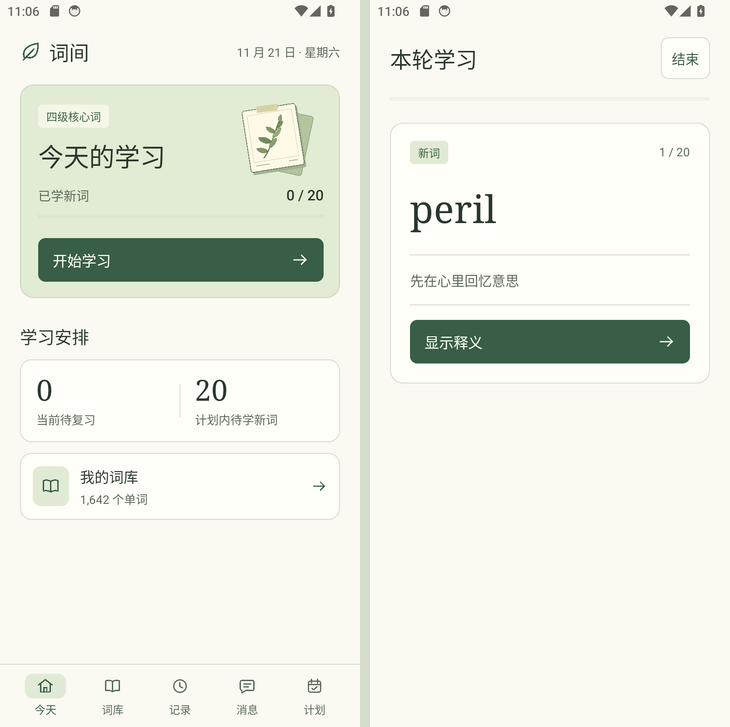 11:06
词间
11 月 21 日 · 星期六
四级核心词
今天的学习
已学新词
0 / 20
开始学习
学习安排
0
当前待复习
20
计划内待学新词
我的词库
1,642 个单词
今天
词库
记录
消息
计划
11:06
本轮学习
结束
新词
1 / 20
peril
先在心里回忆意思
显示释义